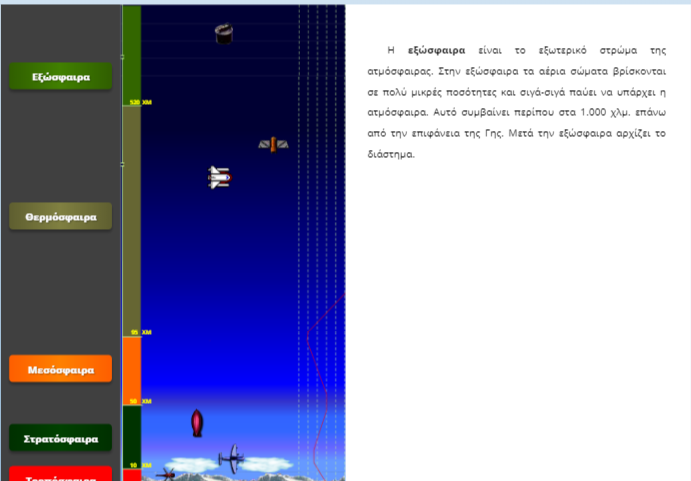 Εξώσφαιρα
Θερμόσφαιρα
Μεσόσφαιρα
Στρατόσφαιρα
Τροπόσφαιρα
520 ΧΜ
95 ΧΜ
50 ΧΜ
10 ΧΜ
Η εξώσφαιρα είναι το εξωτερικό στρώμα της
ατμόσφαιρας. Στην εξώσφαιρα τα αέρια σώματα βρίσκονται
σε πολύ μικρές ποσότητες και σιγά-σιγά παύει να υπάρχει η
ατμόσφαιρα. Αυτό συμβαίνει περίπου στα 1.000 χλμ. επάνω
από την επιφάνεια της Γης. Μετά την εξώσφαιρα αρχίζει το
διάστημα.